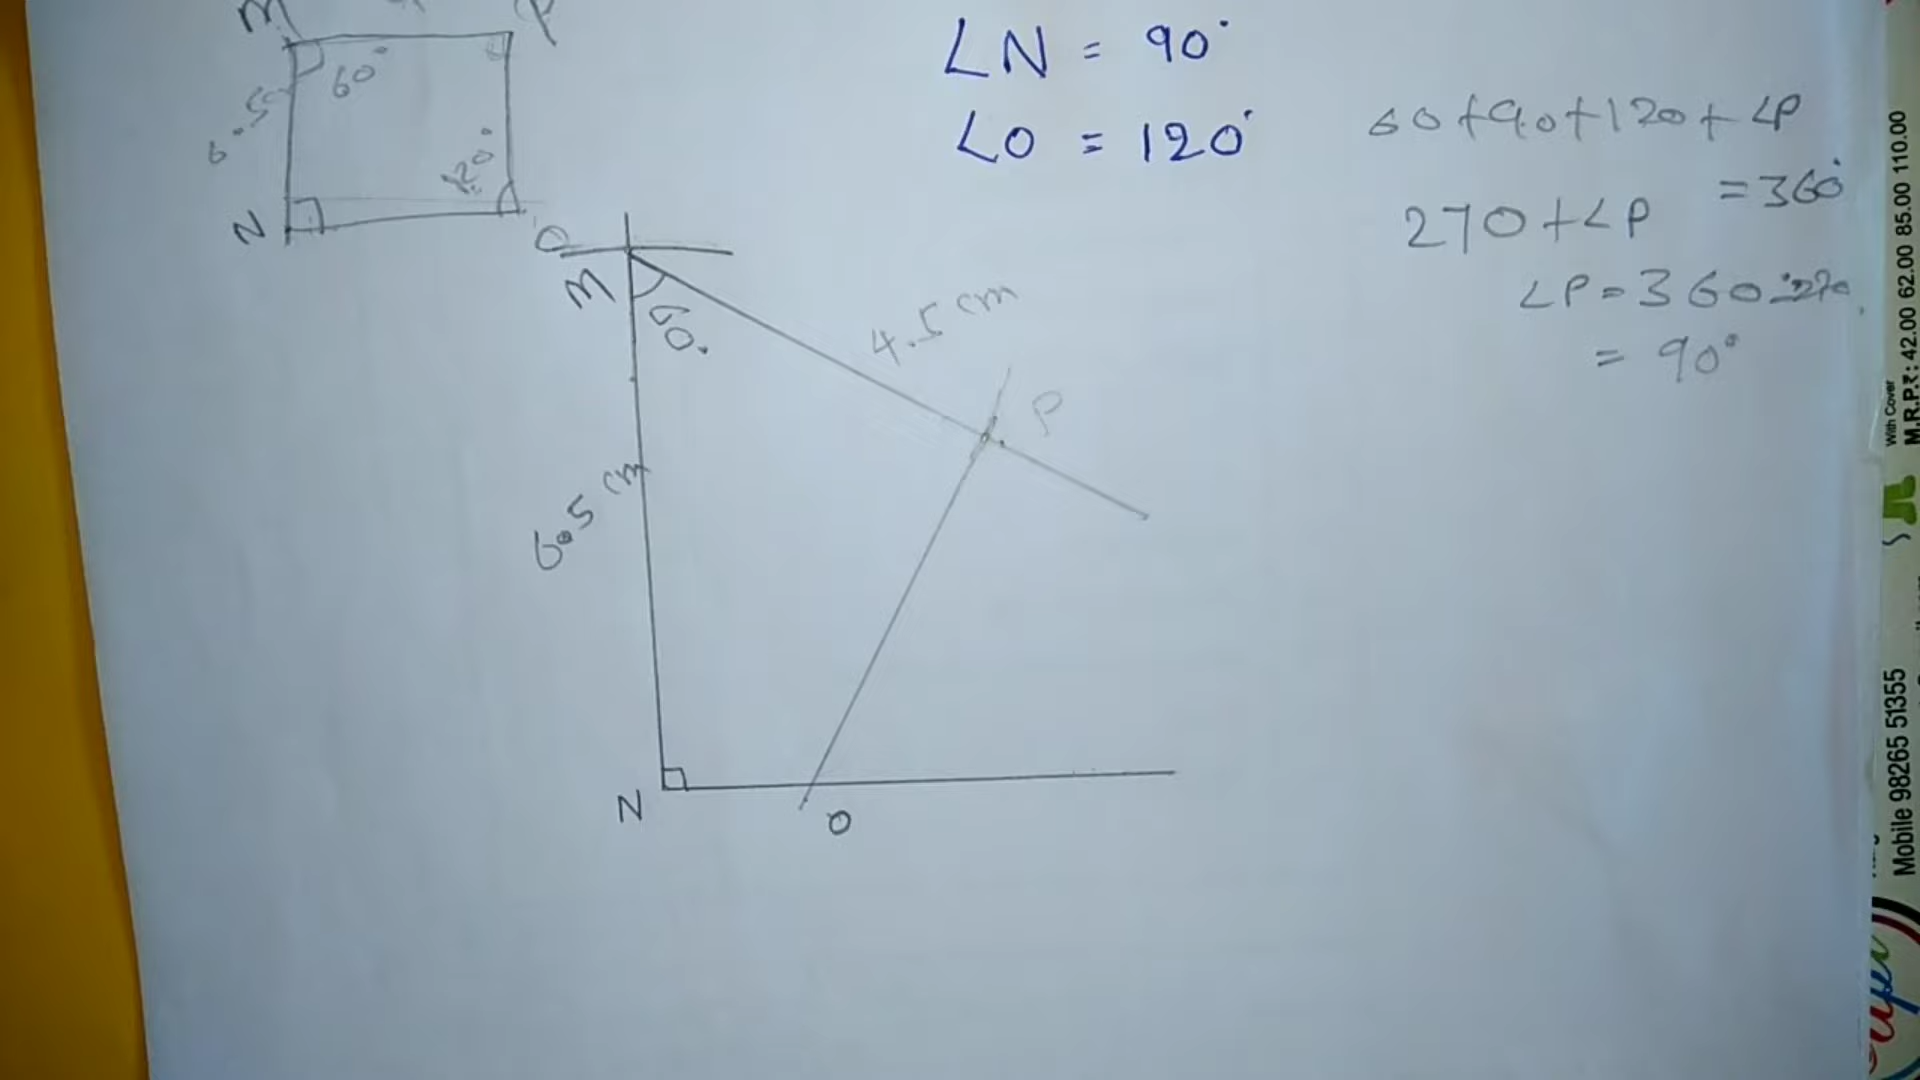 M P
60°
6.5
120°
N O
∠N = 90°
∠O = 120°
60+90+120+∠P
= 360°
270+∠P
∠P = 360-270
= 90°
M
60°
4.5 cm
P
6.5 cm
N O
With Cover
M.R.P.₹: 42.00 62.00 85.00 110.00
Mobile 98265 51355